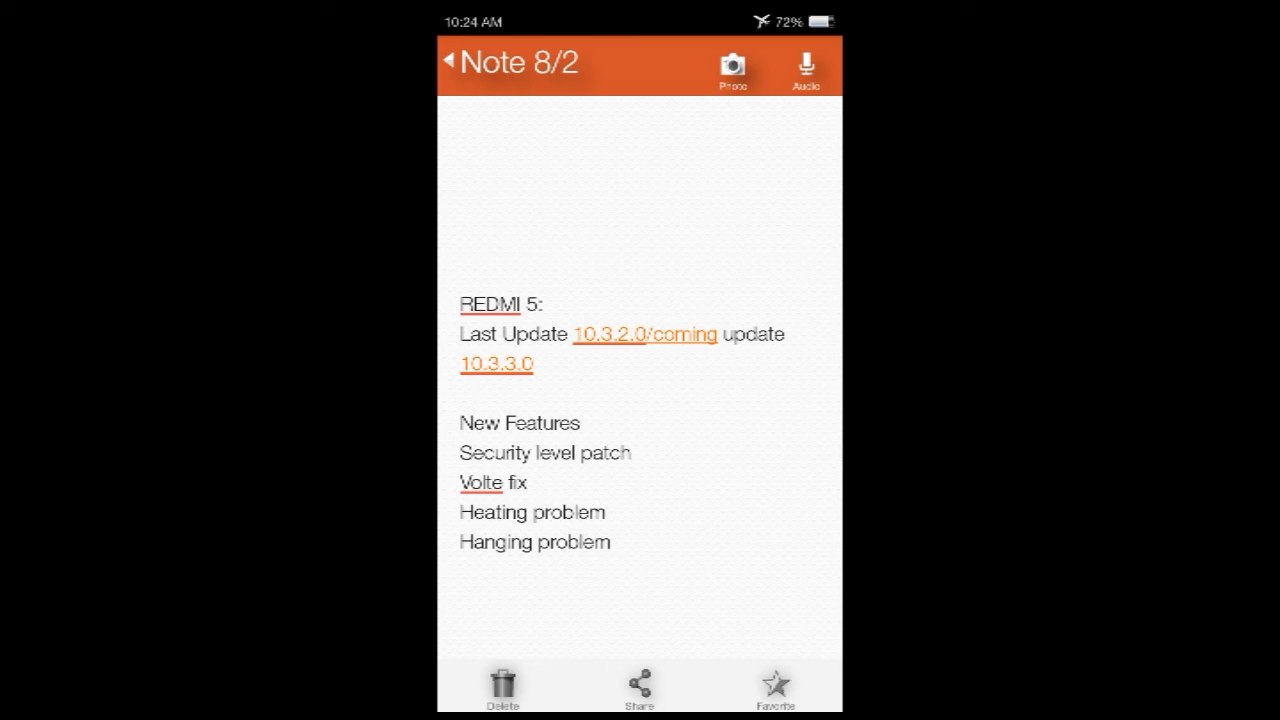 10:24 AM 72%
Note 8/2
Photo Audio
REDMI 5:
Last Update 10.3.2.0/coming update
10.3.3.0
New Features
Security level patch
Volte fix
Heating problem
Hanging problem
Delete Share Favorite